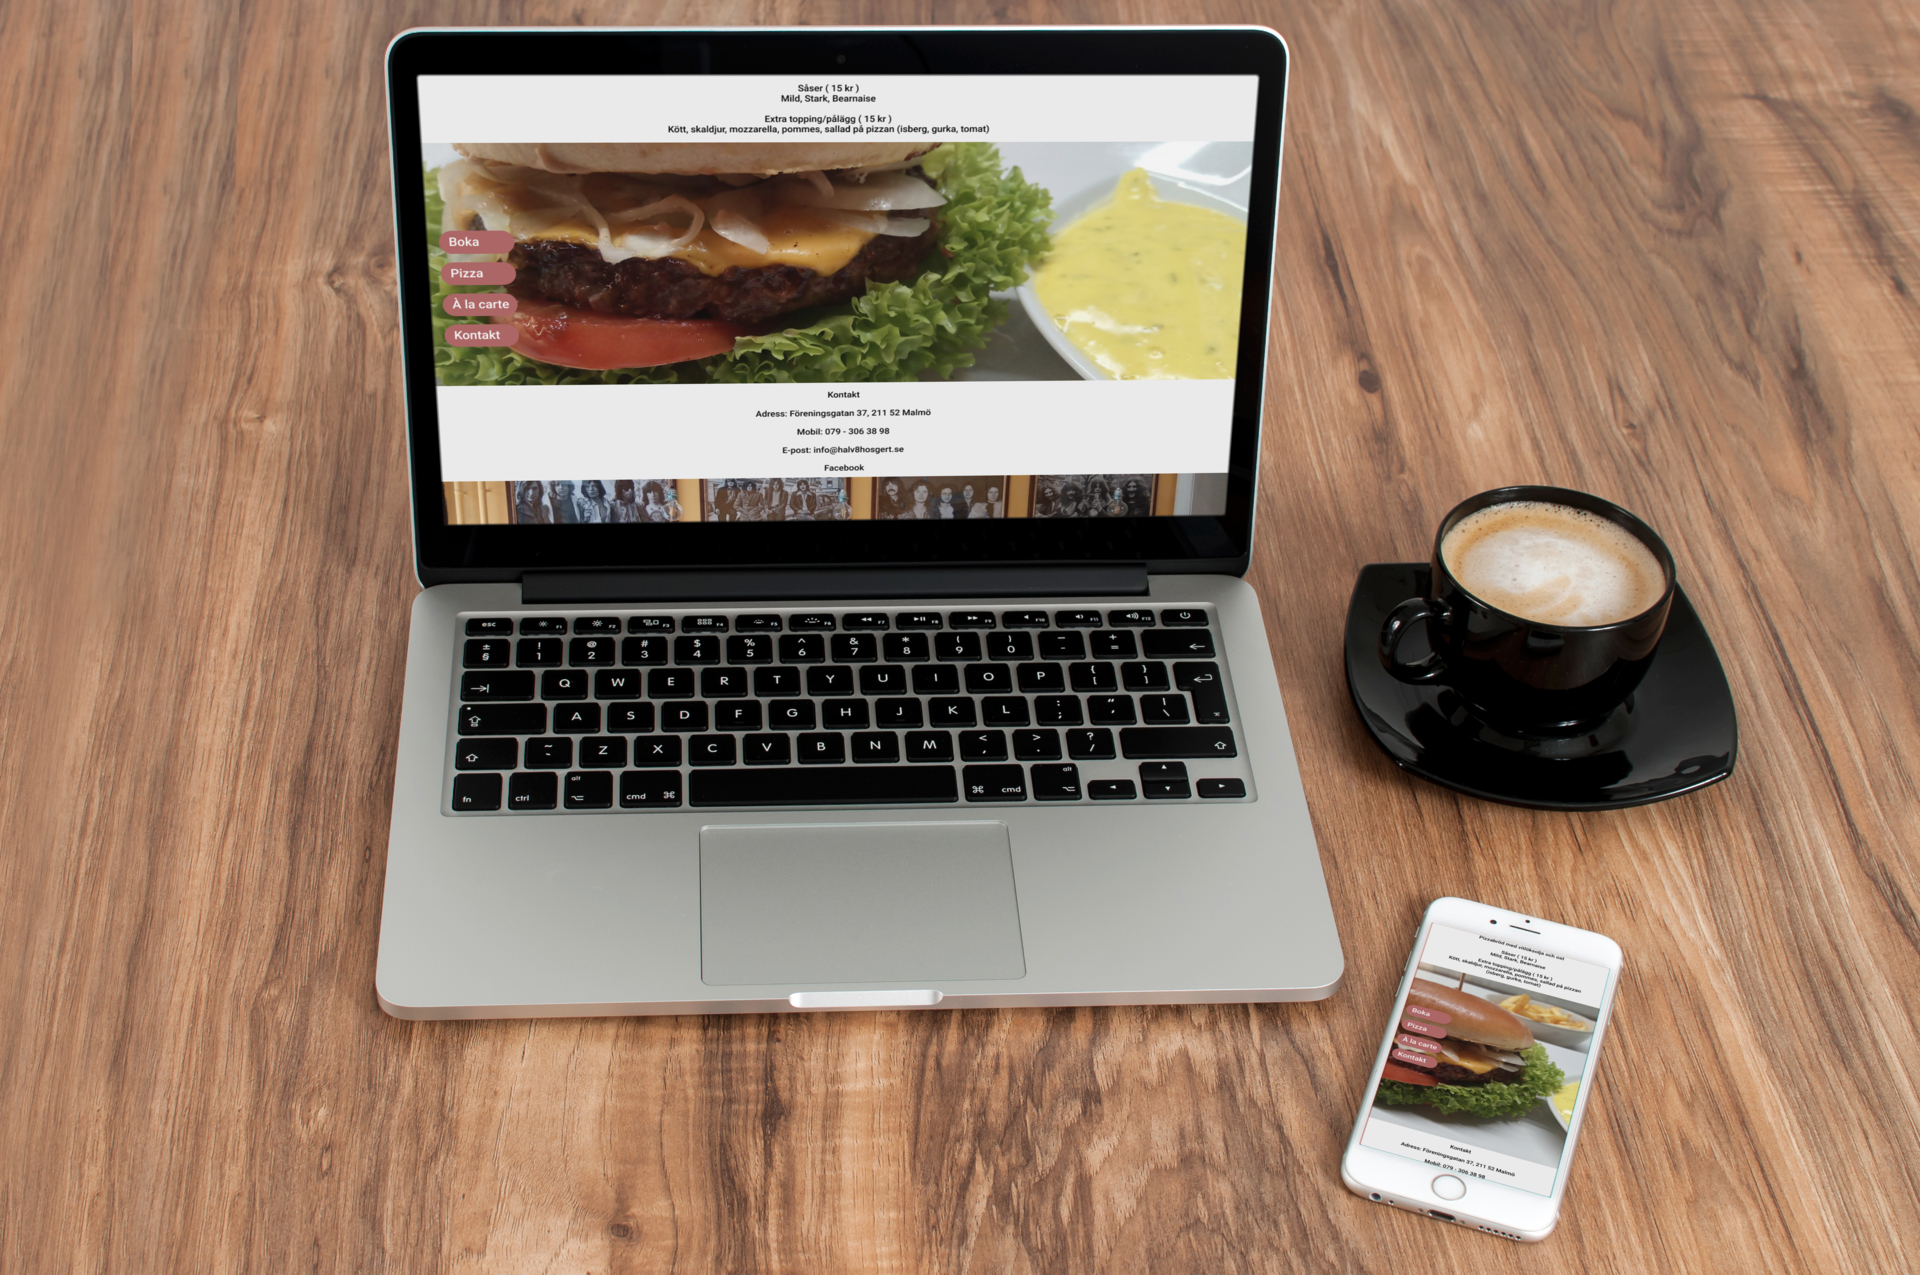 Såser ( 15 kr )
Mild, Stark, Bearnaise
Extra topping/pålägg ( 15 kr )
Kött, skaldjur, mozzarella, pommes, sallad på pizzan (isberg, gurka, tomat)
Boka
Pizza
À la carte
Kontakt
Kontakt
Adress: Föreningsgatan 37, 211 52 Malmö
Mobil: 079 - 306 38 98
E-post: info@halv8hosgert.se
Facebook
esc F1 F2 F3 F4 F5 F6 F7 F8 F9 F10 F11 F12
± ! @ # $ % ^ & * ( ) _ +
§ 1 2 3 4 5 6 7 8 9 0 - =
Q W E R T Y U I O P { }
[ ]
A S D F G H J K L : " |
; ' \
~ Z X C V B N M < > ?
` , . /
alt alt
fn ctrl ⌥ cmd ⌘ ⌘ cmd ⌥
Pizzabröd med vitlöksolja och ost
Såser ( 15 kr )
Mild, Stark, Bearnaise
Extra topping/pålägg ( 15 kr )
Kött, skaldjur, mozzarella, pommes, sallad på pizzan
(isberg, gurka, tomat)
Boka
Pizza
À la carte
Kontakt
Kontakt
Adress: Föreningsgatan 37, 211 52 Malmö
Mobil: 079 - 306 38 98